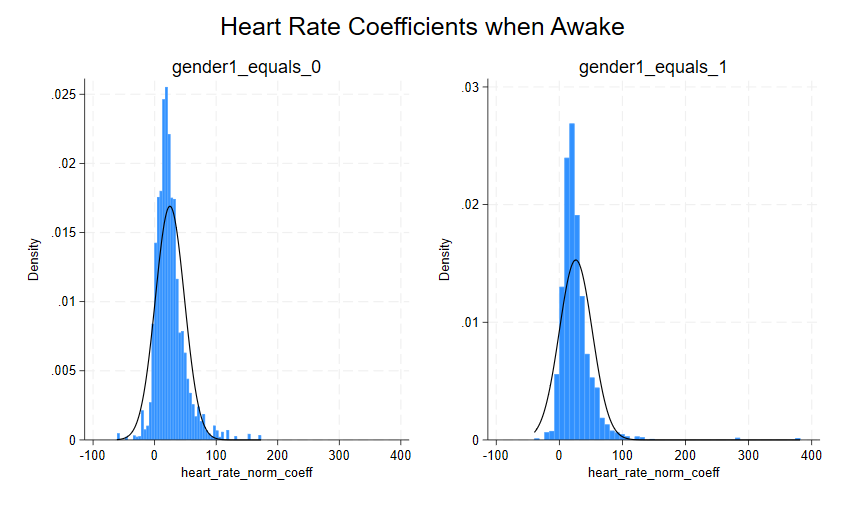 Heart Rate Coefficients when Awake
gender1_equals_0
.025
.02
.015
.01
.005
0
Density
-100 0 100 200 300 400
heart_rate_norm_coeff
gender1_equals_1
.03
.02
.01
0
Density
-100 0 100 200 300 400
heart_rate_norm_coeff